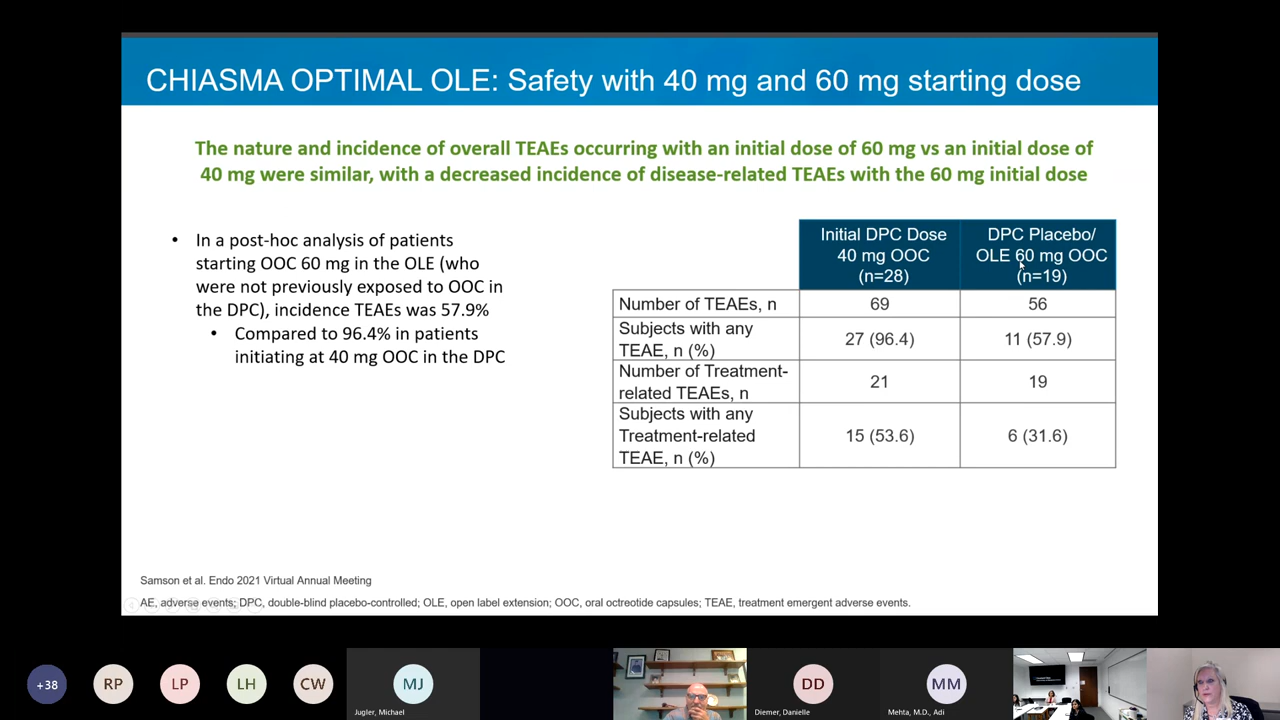 CHIASMA OPTIMAL OLE: Safety with 40 mg and 60 mg starting dose
The nature and incidence of overall TEAEs occurring with an initial dose of 60 mg vs an initial dose of
40 mg were similar, with a decreased incidence of disease-related TEAEs with the 60 mg initial dose
• In a post-hoc analysis of patients
starting OOC 60 mg in the OLE (who
were not previously exposed to OOC in
the DPC), incidence TEAEs was 57.9%
• Compared to 96.4% in patients
initiating at 40 mg OOC in the DPC
Initial DPC Dose
40 mg OOC
(n=28)
DPC Placebo/
OLE 60 mg OOC
(n=19)
Number of TEAEs, n
69
56
Subjects with any
TEAE, n (%)
27 (96.4)
11 (57.9)
Number of Treatment-
related TEAEs, n
21
19
Subjects with any
Treatment-related
TEAE, n (%)
15 (53.6)
6 (31.6)
Samson et al. Endo 2021 Virtual Annual Meeting
AE, adverse events; DPC, double-blind placebo-controlled; OLE, open label extension; OOC, oral octreotide capsules; TEAE, treatment emergent adverse events.
+38
RP
LP
LH
CW
MJ
Jugler, Michael
DD
Diemer, Danielle
MM
Mehta, M.D., Adi